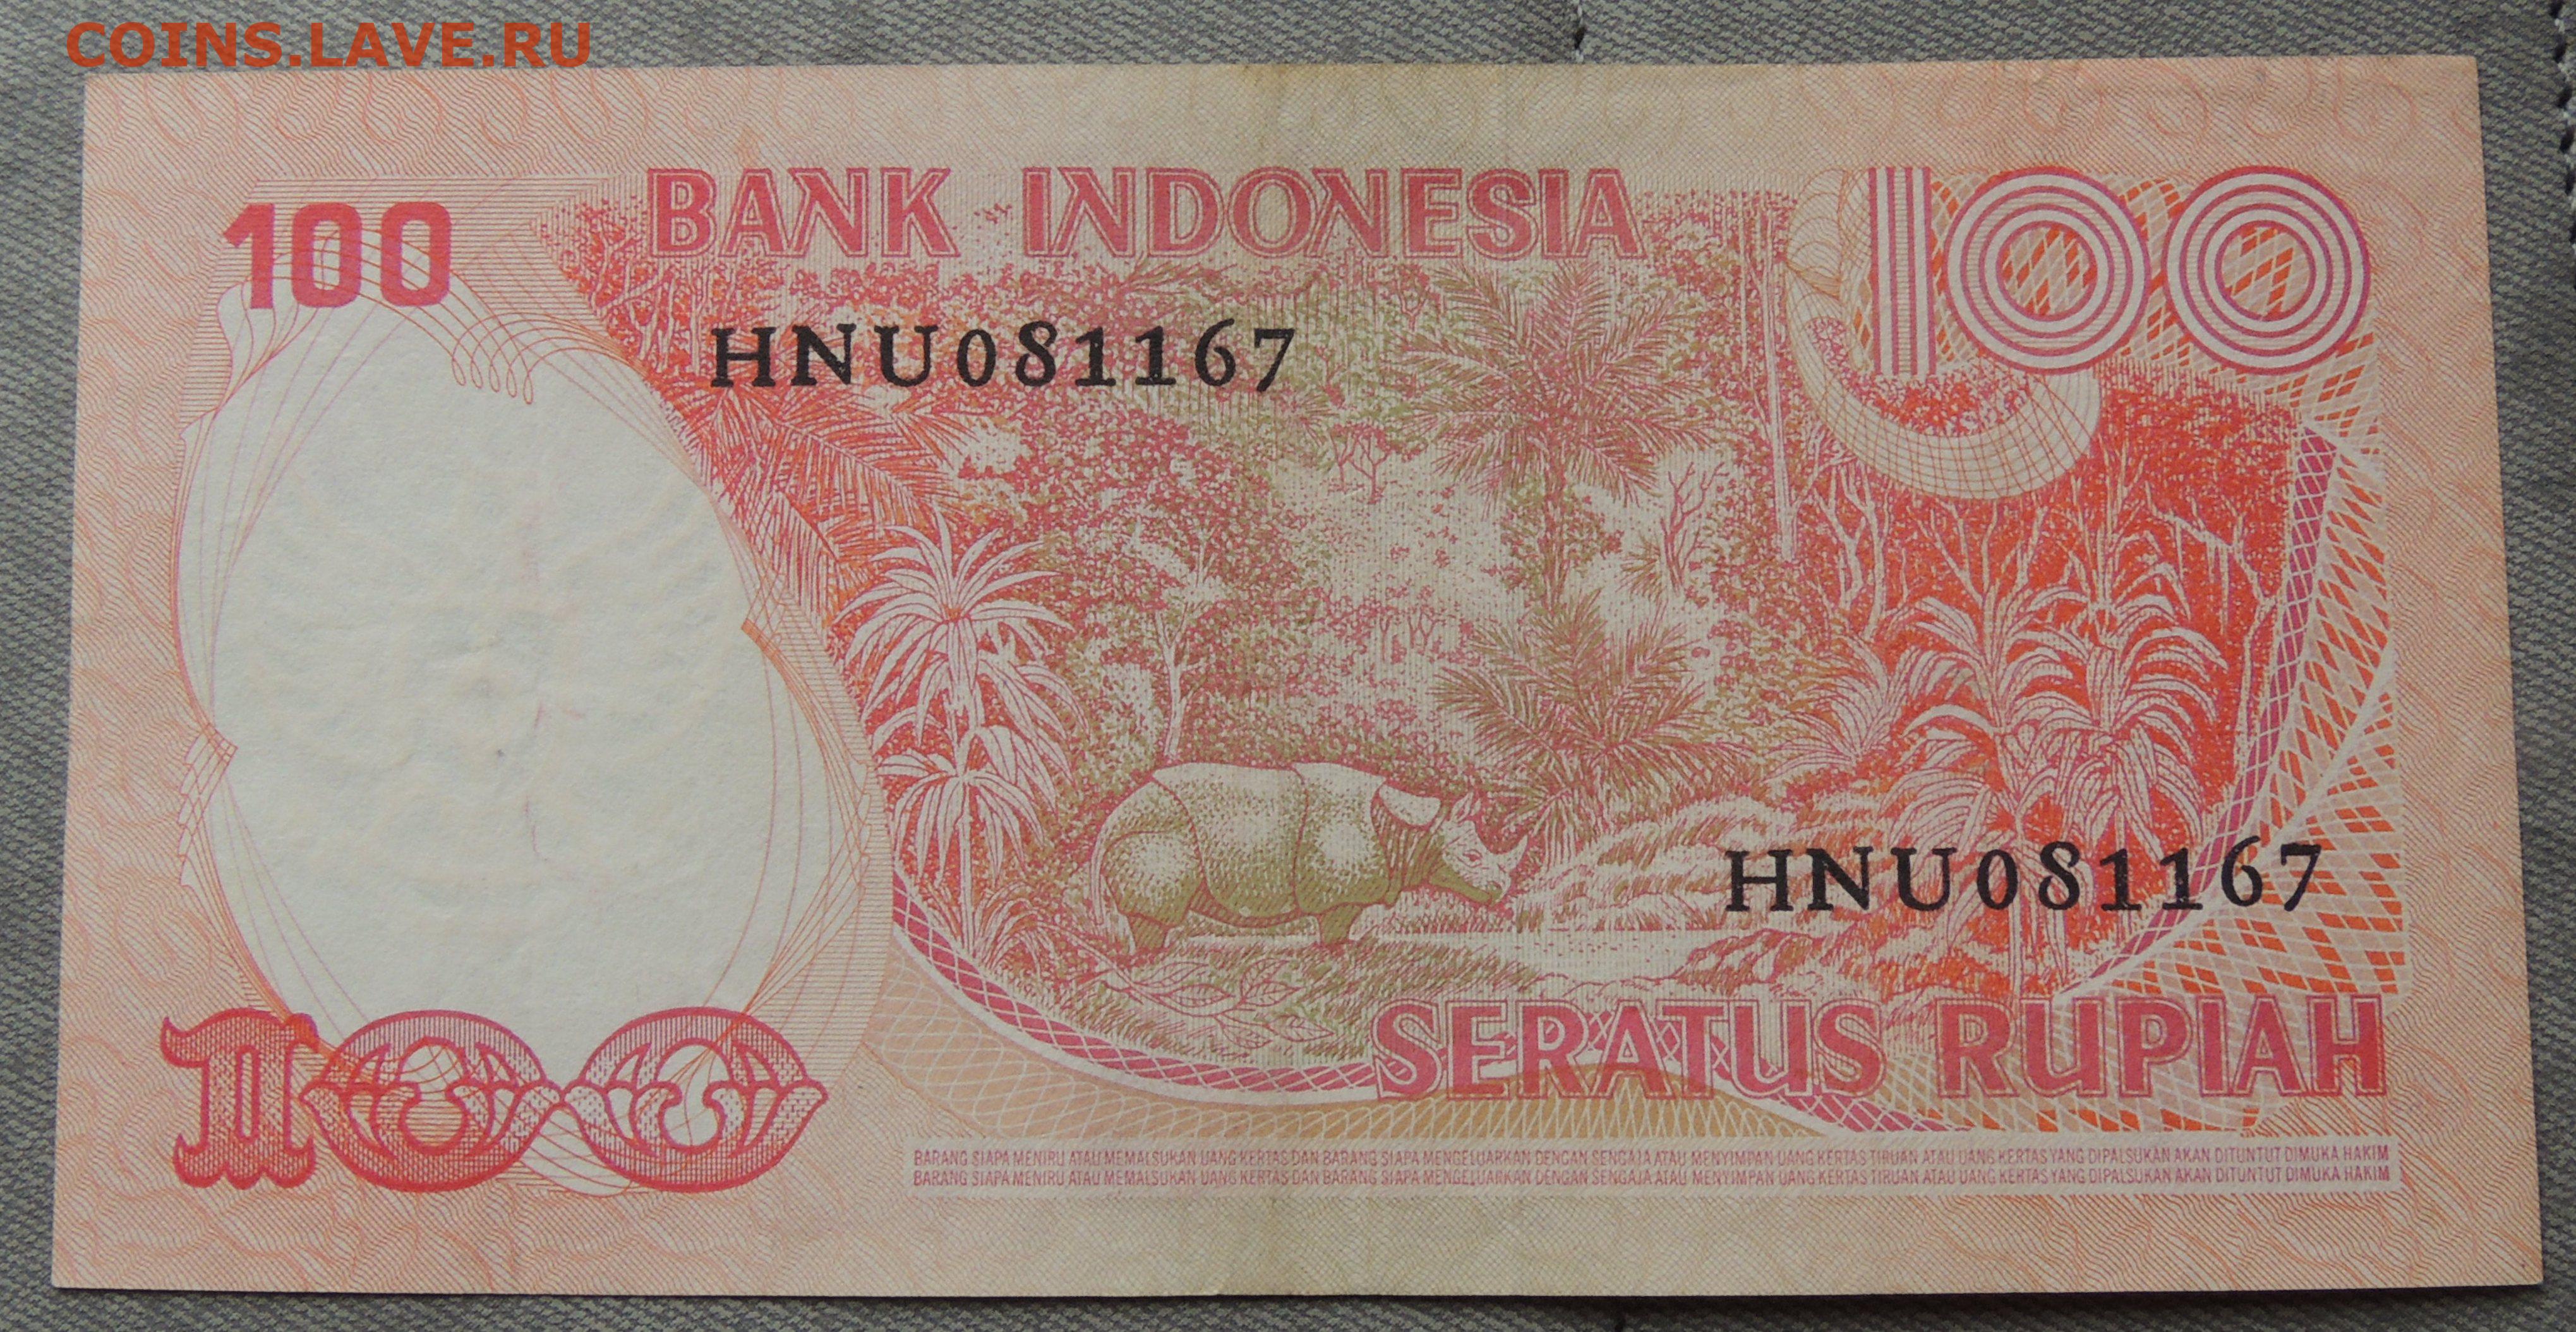 COINS.LAVE.RU
BANK INDONESIA
100
100
HNU081167
HNU081167
SERATUS RUPIAH
100
BARANG SIAPA MENIRU ATAU MEMALSUKAN UANG KERTAS DAN BARANG SIAPA MENGELUARKAN DENGAN SENGAJA ATAU MENYIMPAN UANG KERTAS TIRUAN ATAU UANG KERTAS YANG DIPALSUKAN AKAN DITUNTUT DIMUKA HAKIM
BARANG SIAPA MENIRU ATAU MEMALSUKAN UANG KERTAS DAN BARANG SIAPA MENGELUARKAN DENGAN SENGAJA ATAU MENYIMPAN UANG KERTAS TIRUAN ATAU UANG KERTAS YANG DIPALSUKAN AKAN DITUNTUT DIMUKA HAKIM